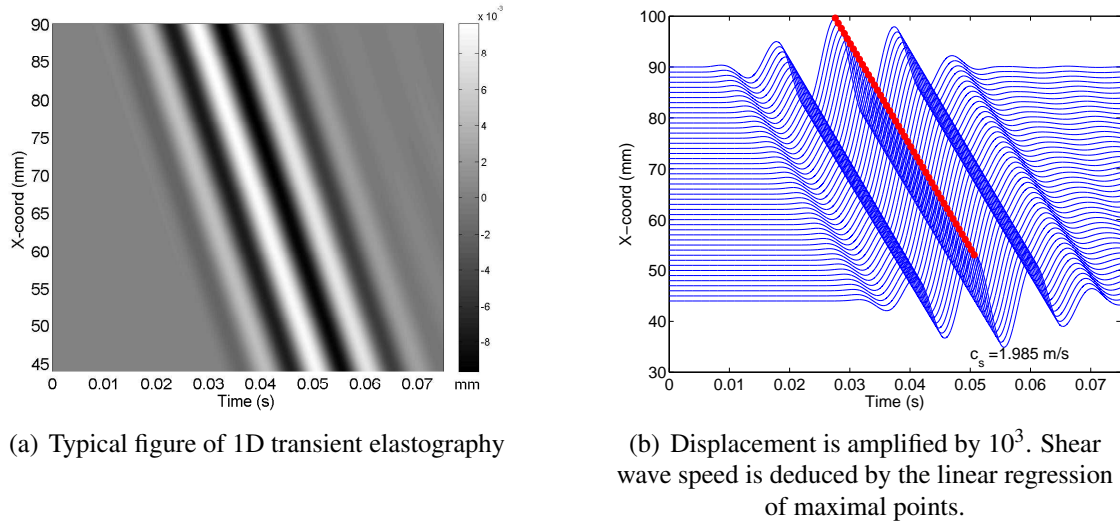 x 10⁻³
90
85
80
75
70
65
60
55
50
45
X-coord (mm)
0 0.01 0.02 0.03 0.04 0.05 0.06 0.07
Time (s)
8
6
4
2
0
-2
-4
-6
-8
mm
(a) Typical figure of 1D transient elastography
100
90
80
70
60
50
40
30
X−coord (mm)
c_s =1.985 m/s
0 0.01 0.02 0.03 0.04 0.05 0.06 0.07
Time (s)
(b) Displacement is amplified by 10³. Shear
wave speed is deduced by the linear regression
of maximal points.